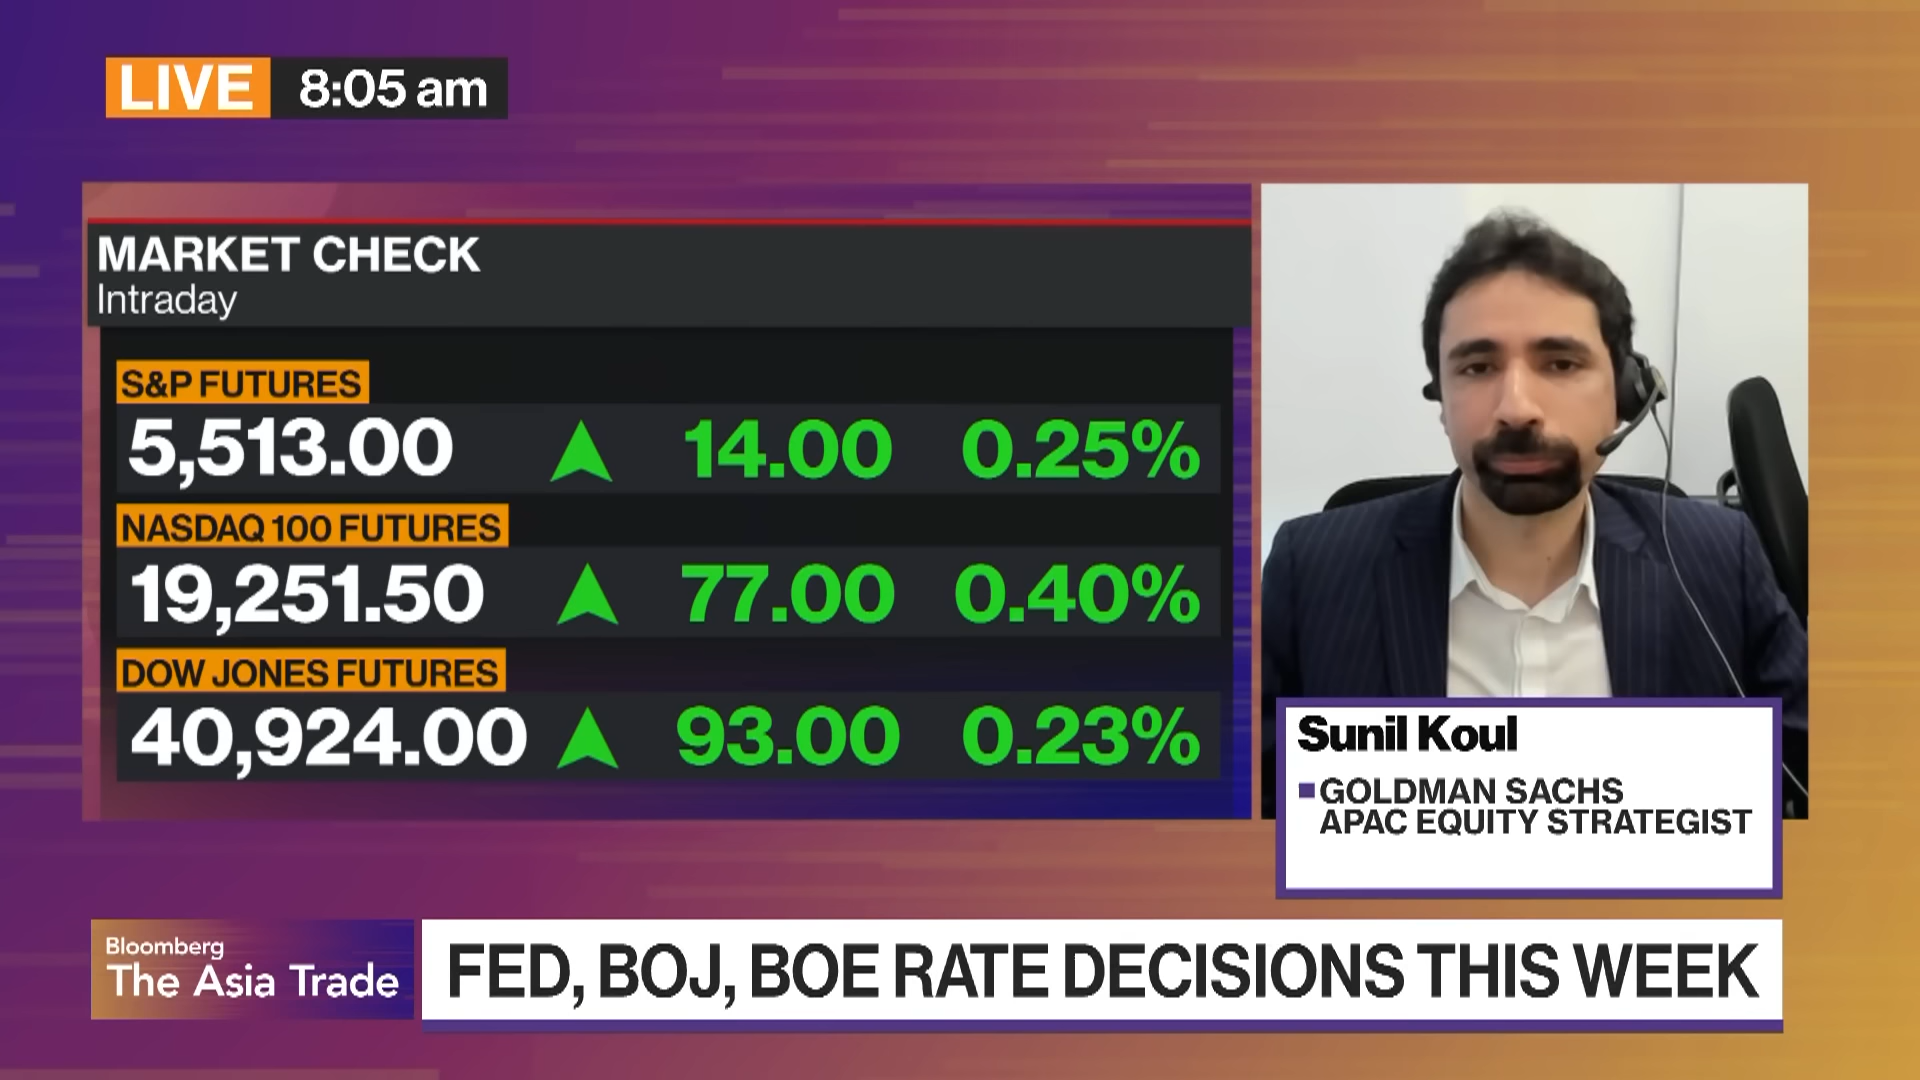 LIVE 8:05 am
MARKET CHECK
Intraday
S&P FUTURES
5,513.00 ▲ 14.00 0.25%
NASDAQ 100 FUTURES
19,251.50 ▲ 77.00 0.40%
DOW JONES FUTURES
40,924.00 ▲ 93.00 0.23%
Sunil Koul
GOLDMAN SACHS
APAC EQUITY STRATEGIST
Bloomberg
The Asia Trade
FED, BOJ, BOE RATE DECISIONS THIS WEEK